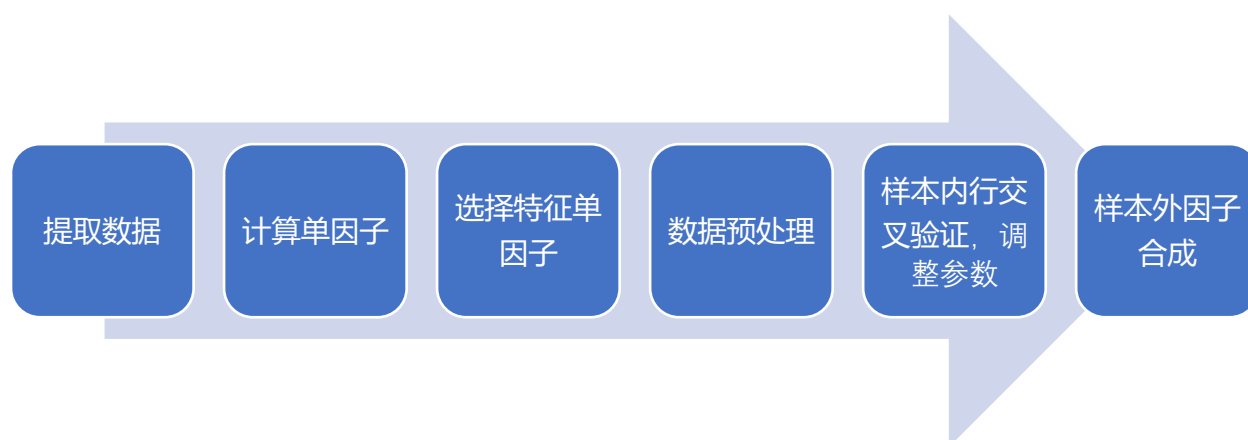 提取数据
计算单因子
选择特征单
因子
数据预处理
样本内行交
叉验证，调
整参数
样本外因子
合成